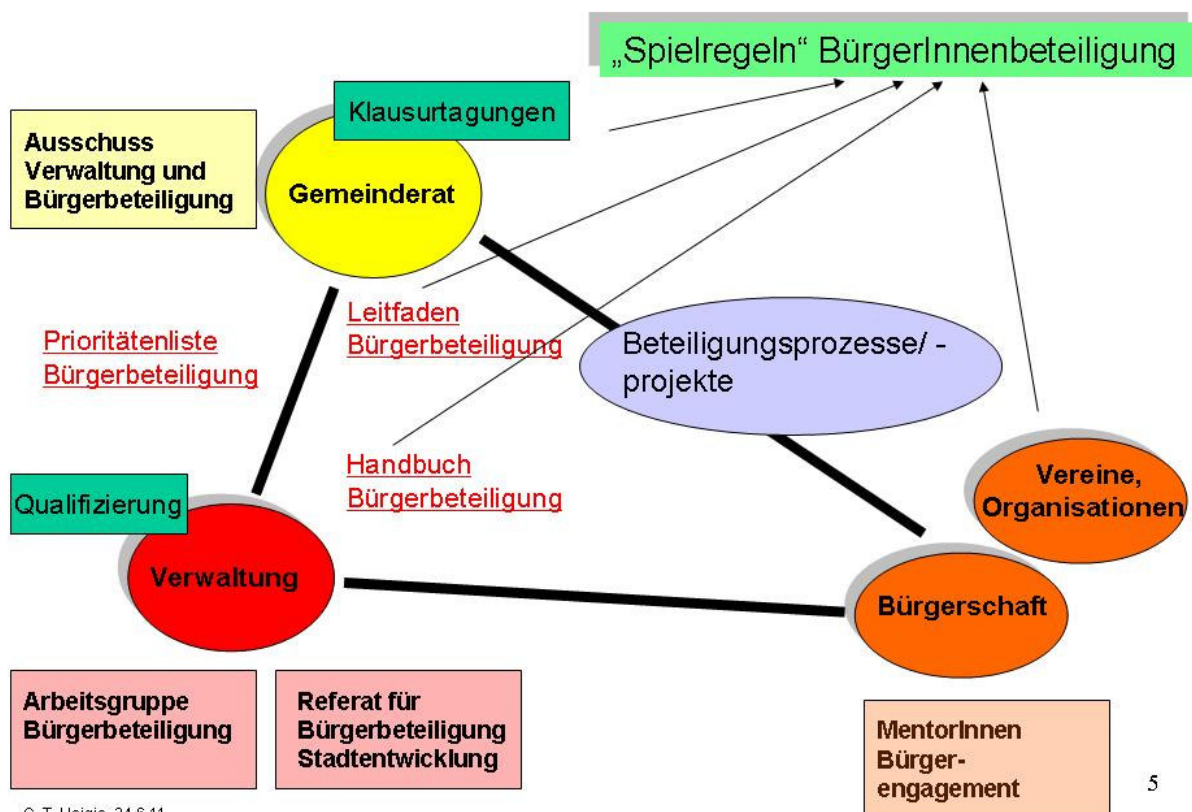 „Spielregeln“ BürgerInnenbeteiligung
Klausurtagungen
Ausschuss
Verwaltung und
Bürgerbeteiligung
Gemeinderat
Prioritätenliste
Bürgerbeteiligung
Leitfaden
Bürgerbeteiligung
Beteiligungsprozesse/ -
projekte
Handbuch
Bürgerbeteiligung
Vereine,
Organisationen
Qualifizierung
Verwaltung
Bürgerschaft
Arbeitsgruppe
Bürgerbeteiligung
Referat für
Bürgerbeteiligung
Stadtentwicklung
MentorInnen
Bürger-
engagement
5